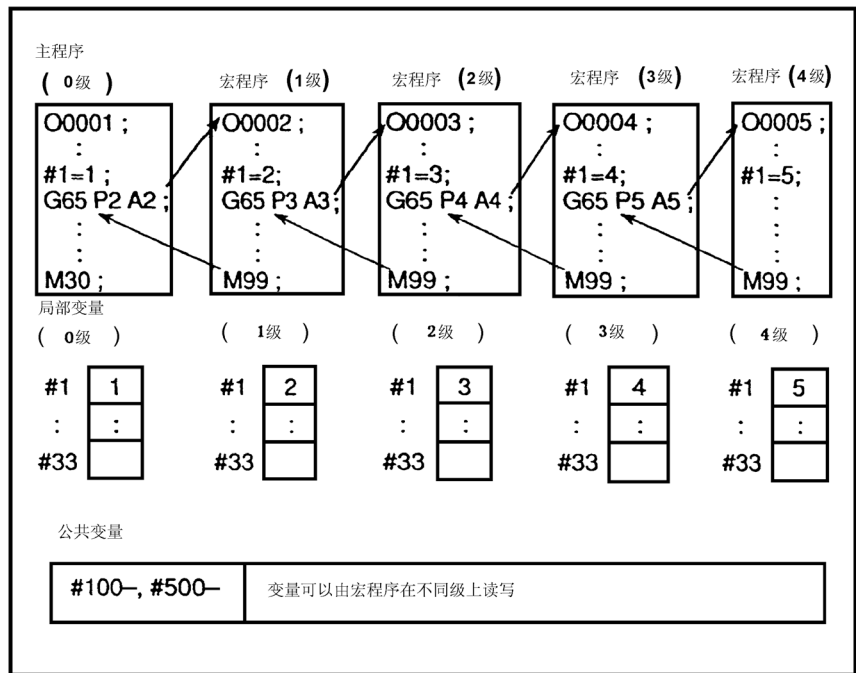 主程序
( 0级 ) 宏程序 (1级) 宏程序 (2级) 宏程序 (3级) 宏程序 (4级)
O0001 ; O0002 ; O0003 ; O0004 ; O0005 ;
: : : : :
#1=1 ; #1=2; #1=3; #1=4; #1=5;
G65 P2 A2 ; G65 P3 A3 ; G65 P4 A4 ; G65 P5 A5 ; :
: : : : :
: : : : :
M30 ; M99 ; M99 ; M99 ; M99 ;
局部变量
( 0级 ) ( 1级 ) ( 2级 ) ( 3级 ) ( 4级 )
#1 1 #1 2 #1 3 #1 4 #1 5
: : : : : : : : : :
#33 #33 #33 #33 #33
公共变量
#100–, #500– 变量可以由宏程序在不同级上读写